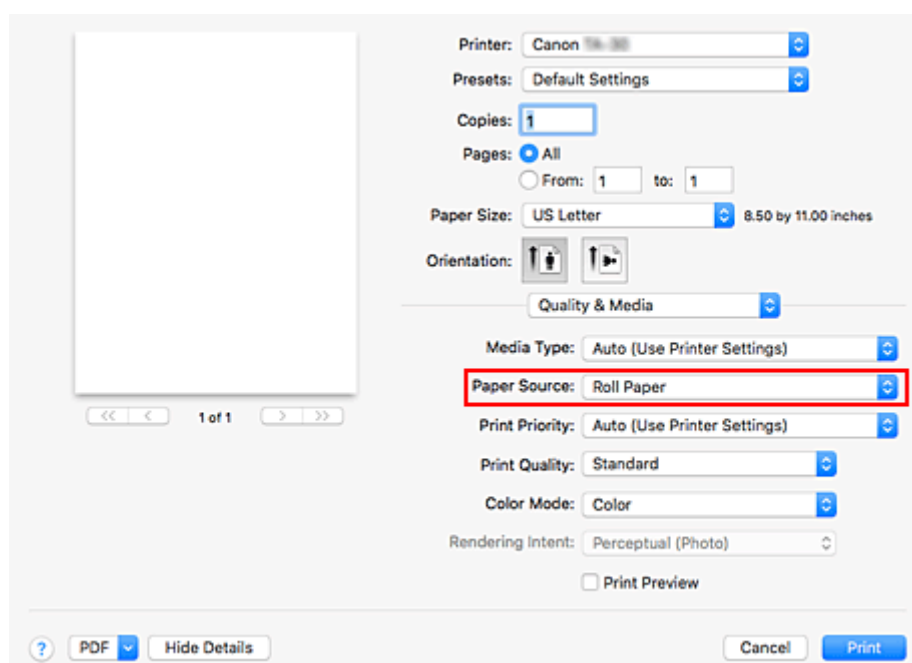 Printer: Canon
Presets: Default Settings
Copies: 1
Pages: All
From: 1 to: 1
Paper Size: US Letter 8.50 by 11.00 inches
Orientation:
Quality & Media
Media Type: Auto (Use Printer Settings)
Paper Source: Roll Paper
<< < 1 of 1 > >>
Print Priority: Auto (Use Printer Settings)
Print Quality: Standard
Color Mode: Color
Rendering Intent: Perceptual (Photo)
Print Preview
? PDF Hide Details Cancel Print